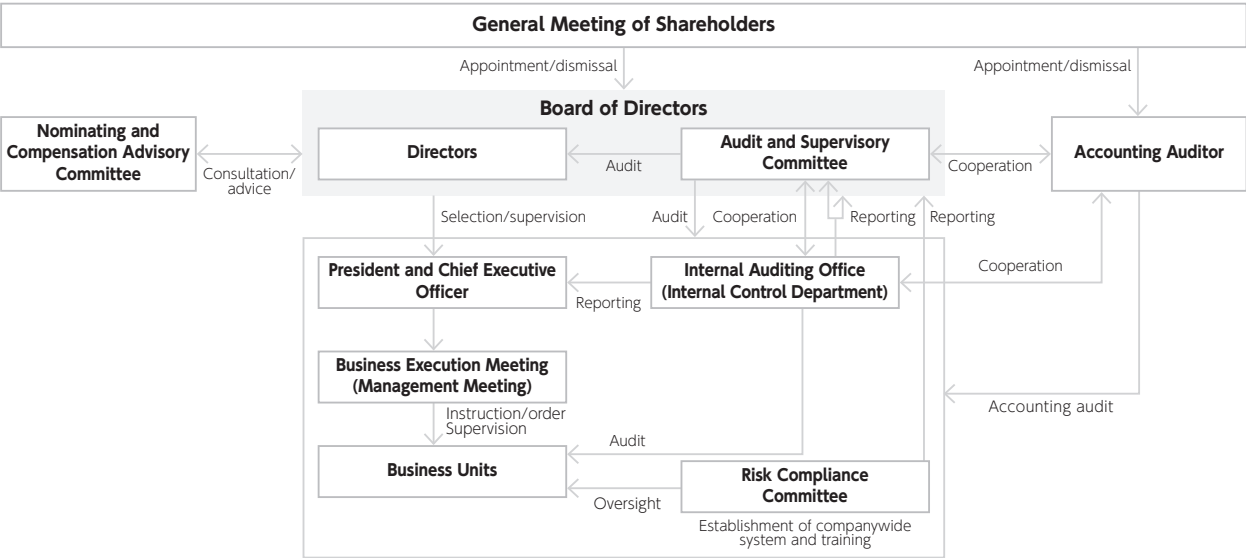 General Meeting of Shareholders
Appointment/dismissal
Appointment/dismissal
Board of Directors
Nominating and
Compensation Advisory
Committee
Consultation/
advice
Directors
Audit
Audit and Supervisory
Committee
Cooperation
Accounting Auditor
Selection/supervision
Audit
Cooperation
Reporting
Reporting
President and Chief Executive
Officer
Reporting
Internal Auditing Office
(Internal Control Department)
Cooperation
Business Execution Meeting
(Management Meeting)
Instruction/order
Supervision
Accounting audit
Audit
Business Units
Oversight
Risk Compliance
Committee
Establishment of companywide
system and training